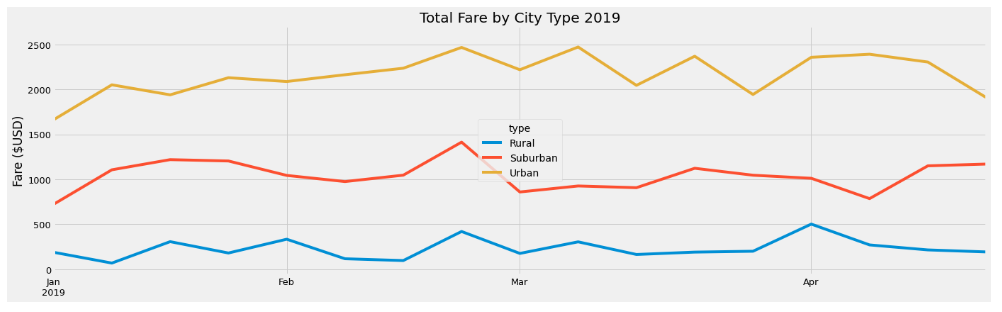 Total Fare by City Type 2019
Fare ($USD)
2500
2000
1500
1000
500
0
type
Rural
Suburban
Urban
Jan
2019
Feb
Mar
Apr